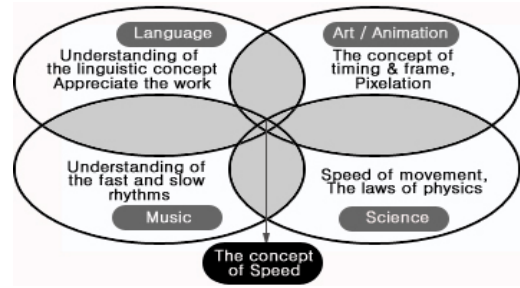 Language
Understanding of
the linguistic concept
Appreciate the work
Art / Animation
The concept of
timing & frame,
Pixelation
Understanding of
the fast and slow
rhythms
Music
Speed of movement,
The laws of physics
Science
The concept
of Speed